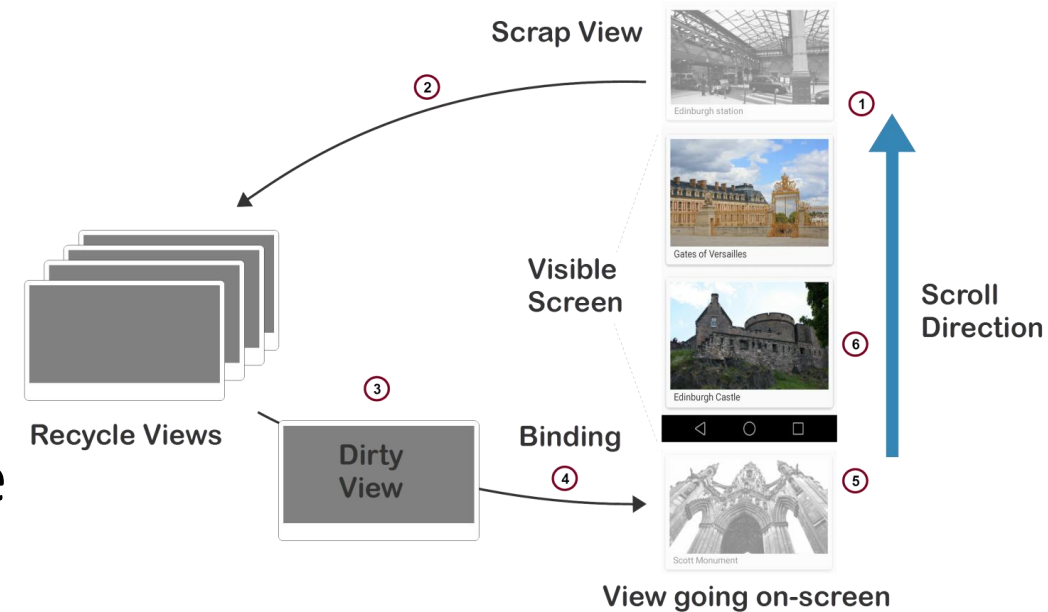 Scrap View
2
Edinburgh station
1
Gates of Versailles
Visible
Screen
Scroll
Direction
Edinburgh Castle
6
Recycle Views
3
Dirty
View
Binding
4
5
Scott Monument
View going on-screen
e